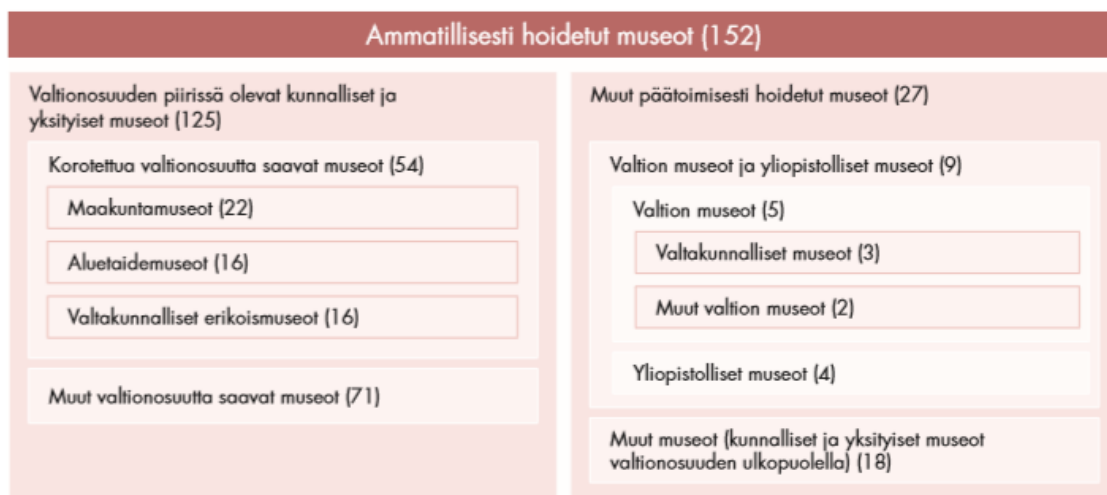 Ammatillisesti hoidetut museot (152)
Valtionosuuden piirissä olevat kunnalliset ja
yksityiset museot (125)
Korotettua valtionosuutta saavat museot (54)
Maakuntamuseot (22)
Aluetaidemuseot (16)
Valtakunnalliset erikoismuseot (16)
Muut valtionosuutta saavat museot (71)
Muut päätoimisesti hoidetut museot (27)
Valtion museot ja yliopistolliset museot (9)
Valtion museot (5)
Valtakunnalliset museot (3)
Muut valtion museot (2)
Yliopistolliset museot (4)
Muut museot (kunnalliset ja yksityiset museot
valtionosuuden ulkopuolella) (18)